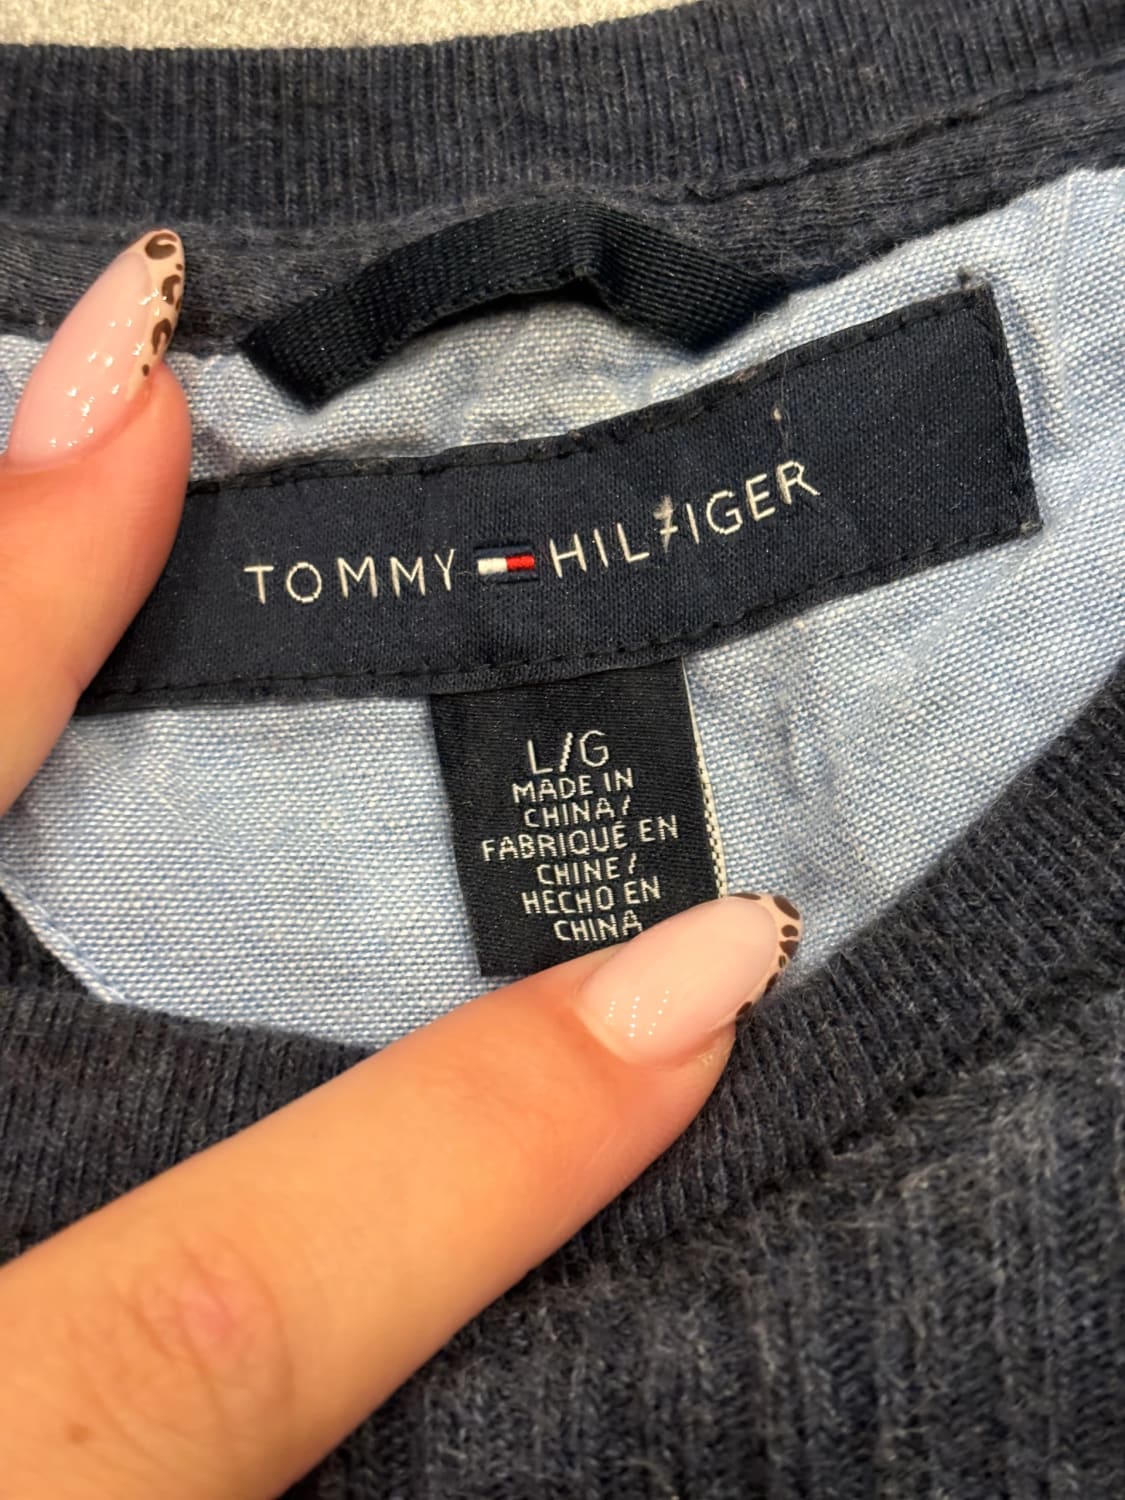 TOMMY HILFIGER
L/G
MADE IN
CHINA/
FABRIQUÉ EN
CHINE/
HECHO EN
CHINA